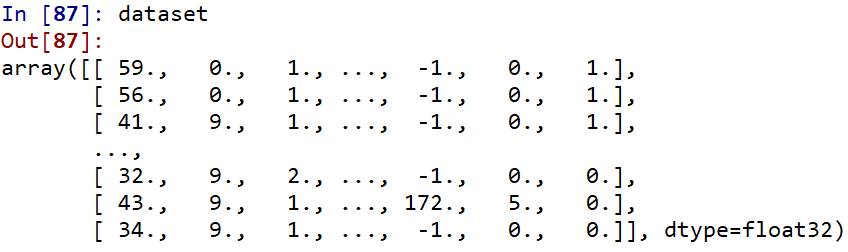 In [87]: dataset
Out[87]:
array([[ 59.,   0.,   1., ...,  -1.,   0.,   1.],
       [ 56.,   0.,   1., ...,  -1.,   0.,   1.],
       [ 41.,   9.,   1., ...,  -1.,   0.,   1.],
       ...,
       [ 32.,   9.,   2., ...,  -1.,   0.,   0.],
       [ 43.,   9.,   1., ..., 172.,   5.,   0.],
       [ 34.,   9.,   1., ...,  -1.,   0.,   0.]], dtype=float32)